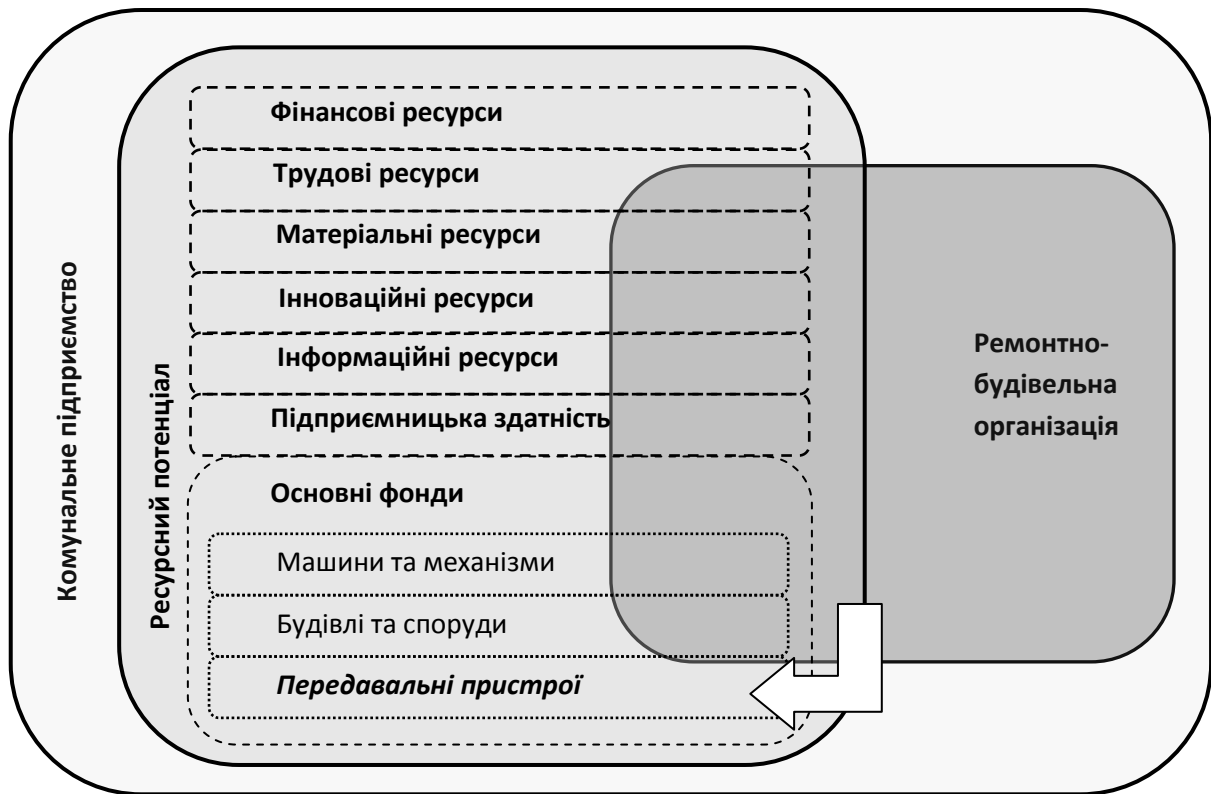 Комунальне підприємство
Ресурсний потенціал
Фінансові ресурси
Трудові ресурси
Матеріальні ресурси
Інноваційні ресурси
Інформаційні ресурси
Підприємницька здатність
Основні фонди
Машини та механізми
Будівлі та споруди
Передавальні пристрої
Ремонтно-
будівельна
організація